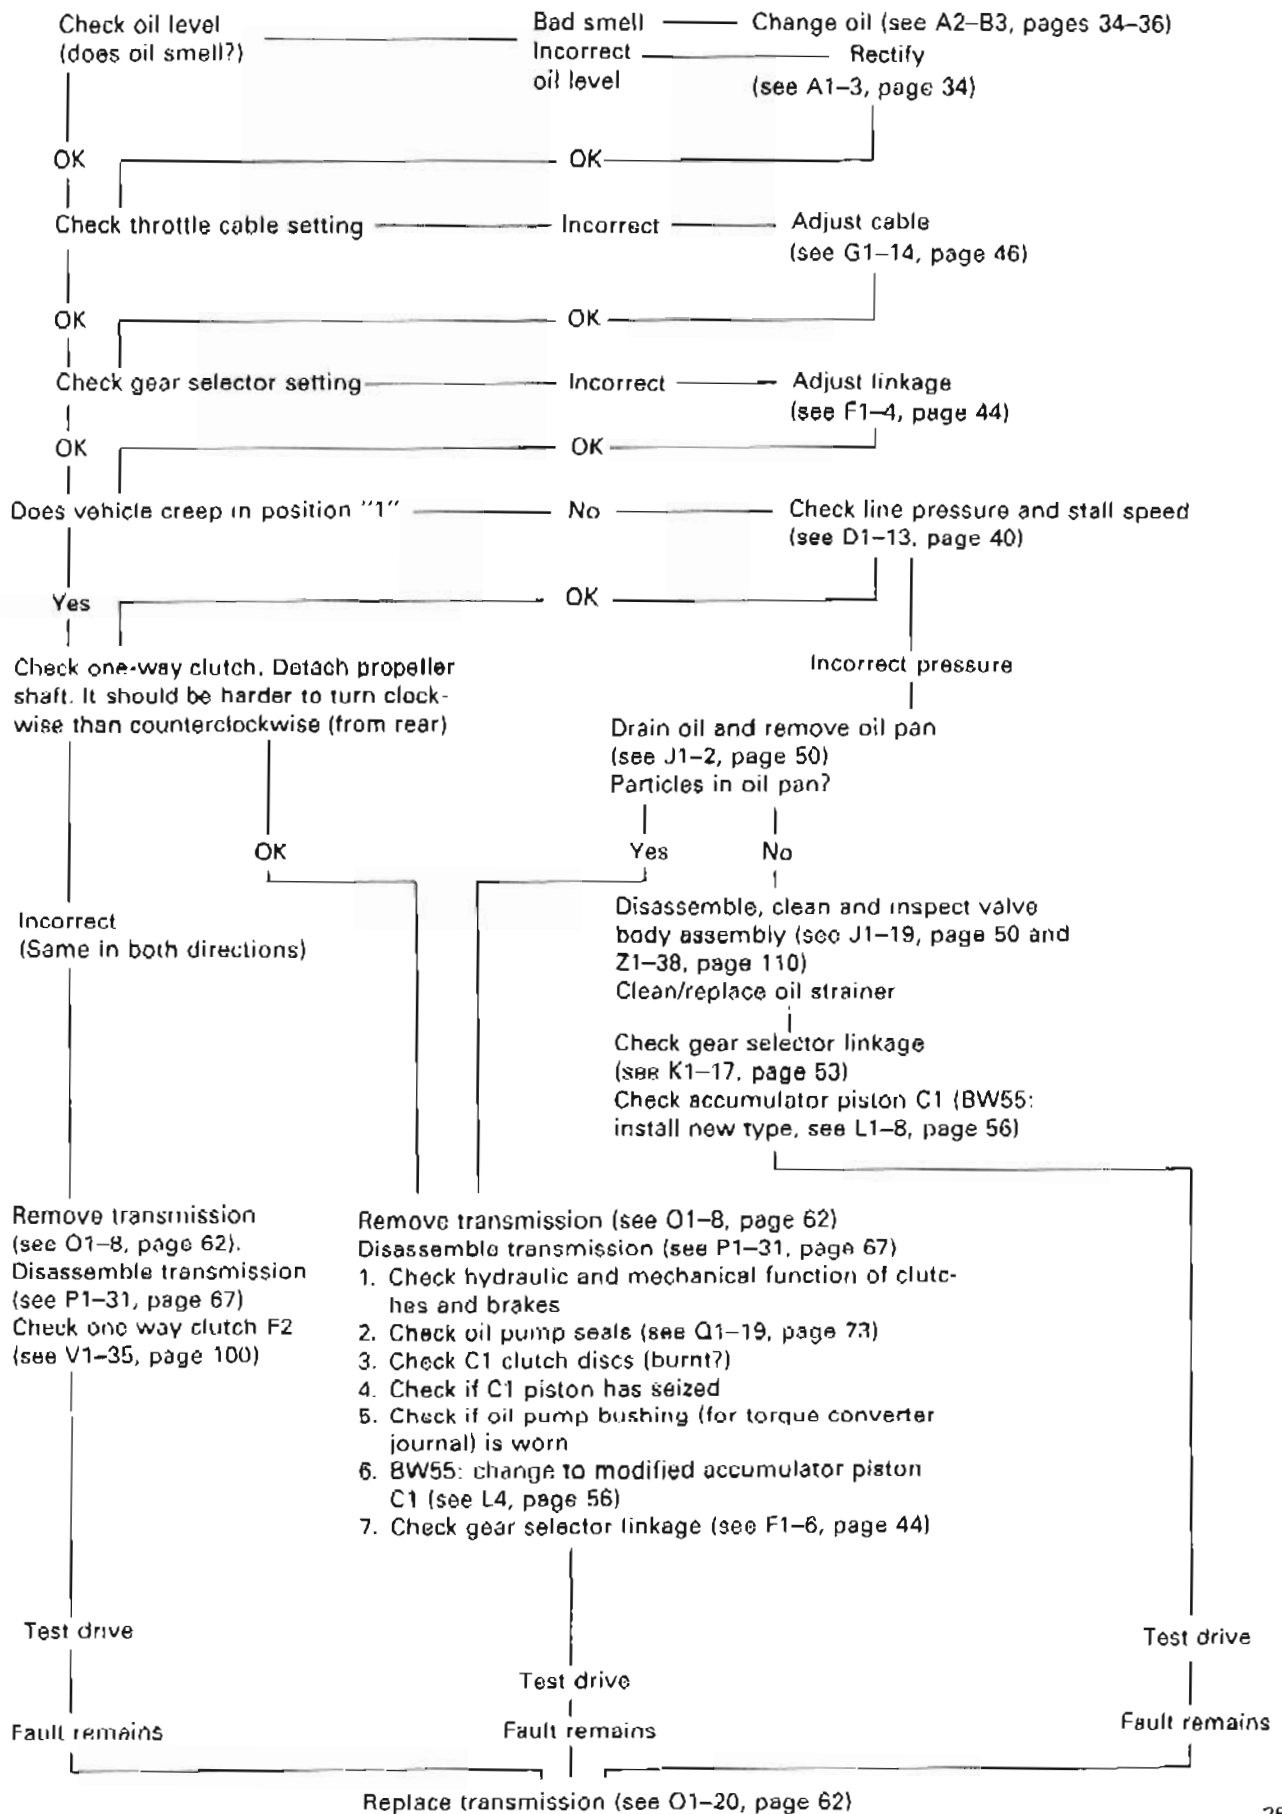 Check oil level
(does oil smell?)
Bad smell
Change oil (see A2–B3, pages 34–36)
Incorrect
oil level
Rectify
(see A1–3, page 34)
OK
OK
Check throttle cable setting
Incorrect
Adjust cable
(see G1–14, page 46)
OK
OK
Check gear selector setting
Incorrect
Adjust linkage
(see F1–4, page 44)
OK
OK
Does vehicle creep in position "1"
No
Check line pressure and stall speed
(see D1–13, page 40)
Yes
OK
Check one-way clutch. Detach propeller
shaft. It should be harder to turn clock-
wise than counterclockwise (from rear)
Incorrect pressure
Drain oil and remove oil pan
(see J1–2, page 50)
Particles in oil pan?
OK
Yes
No
Incorrect
(Same in both directions)
Disassemble, clean and inspect valve
body assembly (see J1–19, page 50 and
Z1–38, page 110)
Clean/replace oil strainer
Check gear selector linkage
(see K1–17, page 53)
Check accumulator piston C1 (BW55:
install new type, see L1–8, page 56)
Remove transmission
(see O1–8, page 62).
Disassemble transmission
(see P1–31, page 67)
Check one way clutch F2
(see V1–35, page 100)
Remove transmission (see O1–8, page 62)
Disassemble transmission (see P1–31, page 67)
1. Check hydraulic and mechanical function of clutc-
hes and brakes
2. Check oil pump seals (see Q1–19, page 73)
3. Check C1 clutch discs (burnt?)
4. Check if C1 piston has seized
5. Check if oil pump bushing (for torque converter
journal) is worn
6. BW55: change to modified accumulator piston
C1 (see L4, page 56)
7. Check gear selector linkage (see F1–6, page 44)
Test drive
Test drive
Test drive
Fault remains
Fault remains
Fault remains
Replace transmission (see O1–20, page 62)